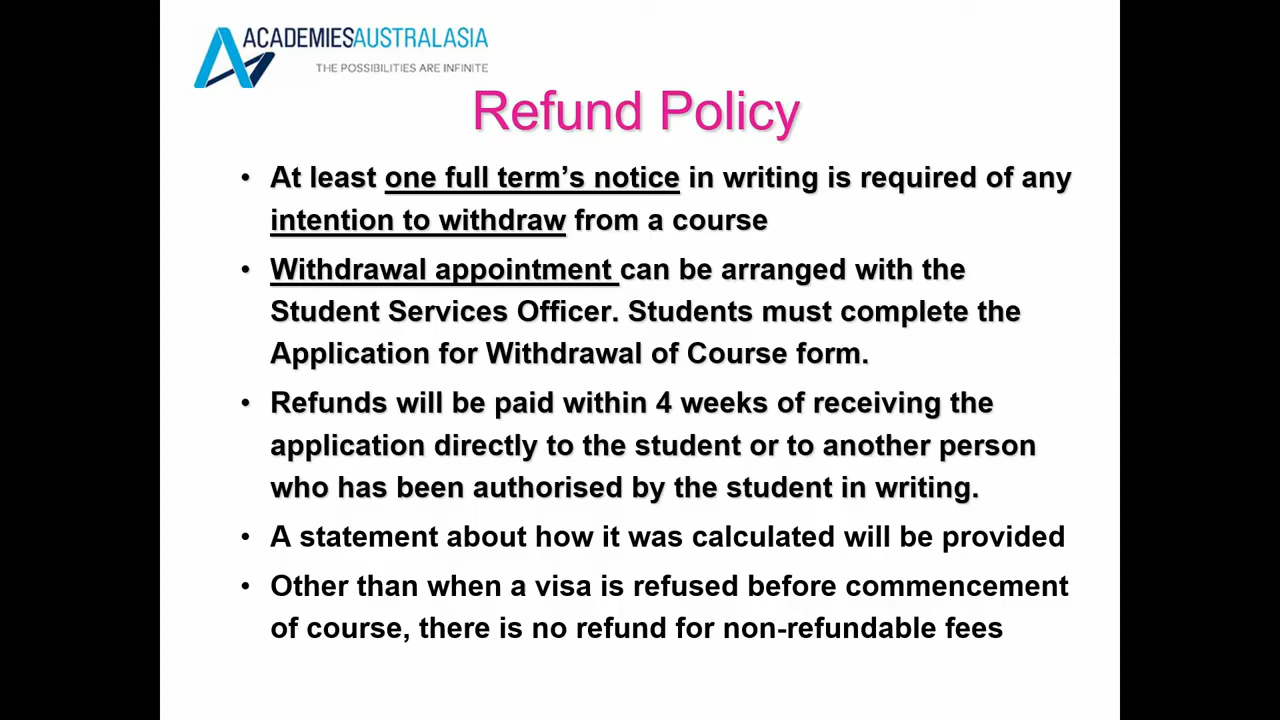 ACADEMIESAUSTRALASIA
THE POSSIBILITIES ARE INFINITE
Refund Policy
• At least one full term’s notice in writing is required of any
intention to withdraw from a course
• Withdrawal appointment can be arranged with the
Student Services Officer. Students must complete the
Application for Withdrawal of Course form.
• Refunds will be paid within 4 weeks of receiving the
application directly to the student or to another person
who has been authorised by the student in writing.
• A statement about how it was calculated will be provided
• Other than when a visa is refused before commencement
of course, there is no refund for non-refundable fees